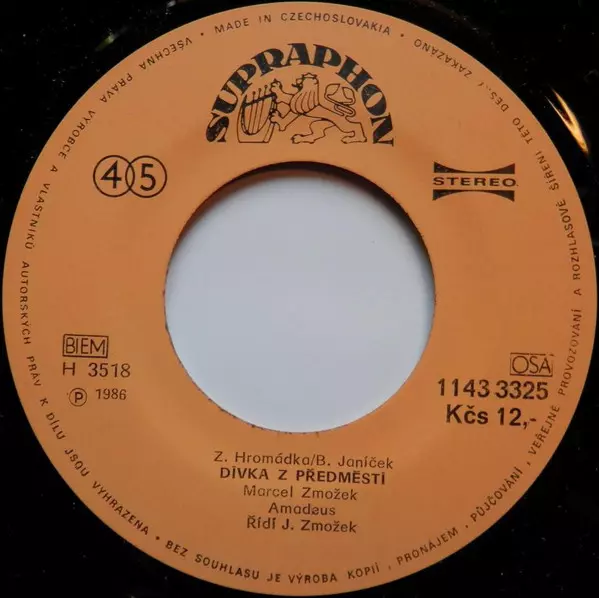 VŠECHNA PRÁVA VÝROBCE A VLASTNÍKŮ AUTORSKÝCH PRÁV K DÍLU JSOU VYHRAZENA • BEZ SOUHLASU JE VÝROBA KOPIÍ, PRONÁJEM, PŮJČOVÁNÍ, VEŘEJNÉ PROVOZOVÁNÍ A ROZHLASOVÉ ŠÍŘENÍ TÉTO DESKY ZAKÁZÁNO
• MADE IN CZECHOSLOVAKIA •
SUPRAPHON
45
STEREO
BIEM
H 3518
Ⓟ 1986
OSA
1143 3325
Kčs 12,-
Z. Hromádka/B. Janíček
DÍVKA Z PŘEDMĚSTÍ
Marcel Zmožek
Amadeus
Řídí J. Zmožek